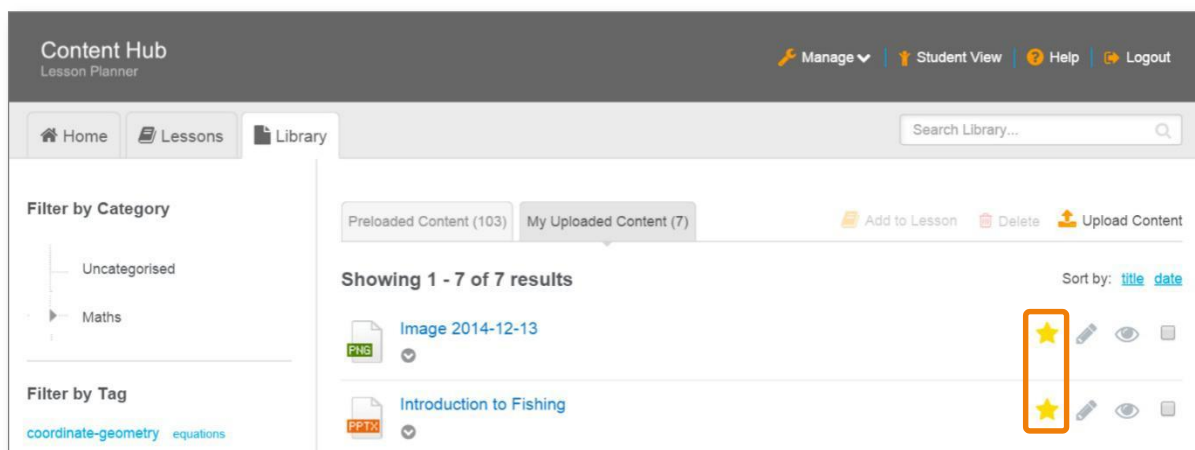 Content Hub
Lesson Planner
Manage
Student View
Help
Logout
Home
Lessons
Library
Search Library...
Filter by Category
Uncategorised
Maths
Filter by Tag
coordinate-geometry equations
Preloaded Content (103)
My Uploaded Content (7)
Add to Lesson
Delete
Upload Content
Showing 1 - 7 of 7 results
Sort by: title date
PNG
Image 2014-12-13
PPTX
Introduction to Fishing